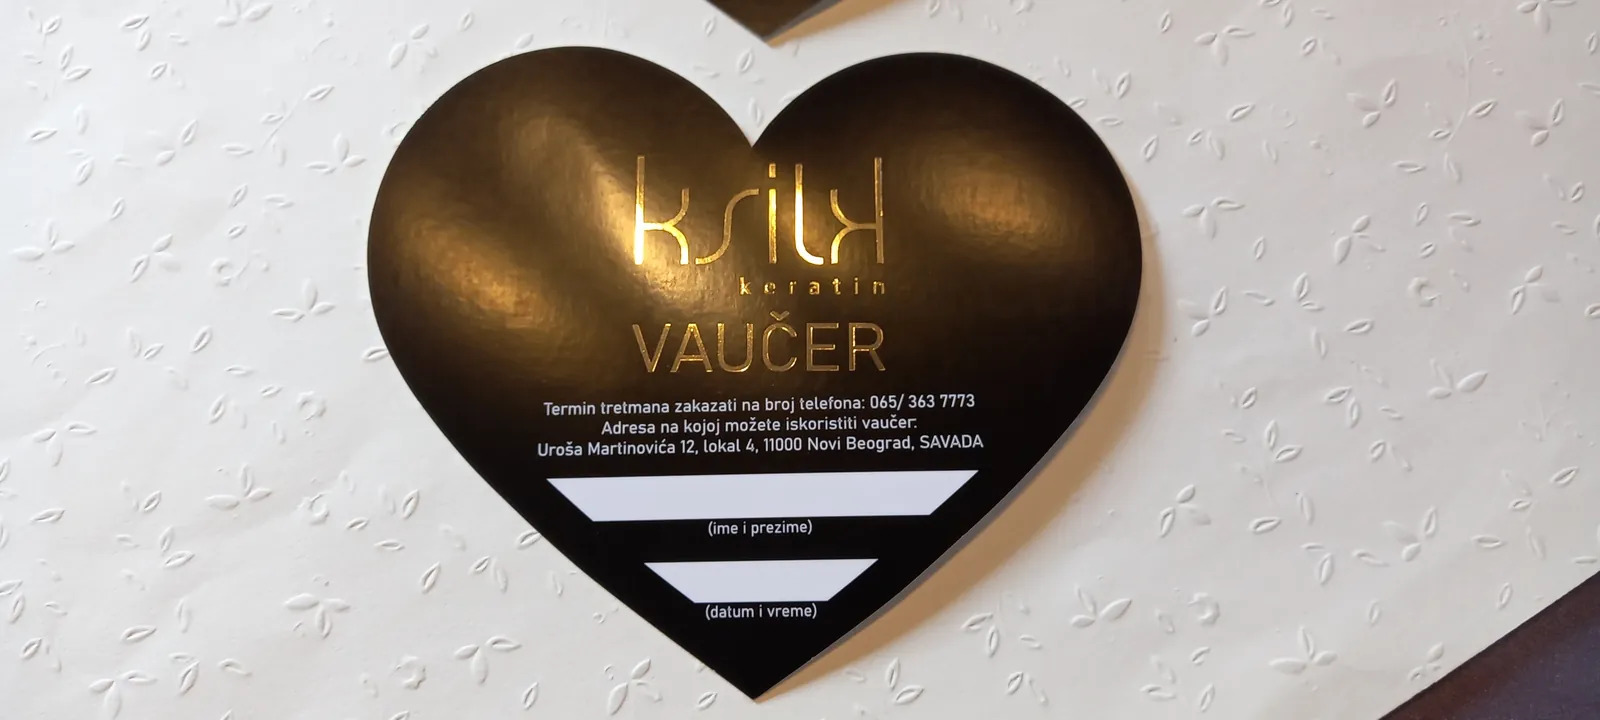 ksilk
keratin
VAUČER
Termin tretmana zakazati na broj telefona: 065/ 363 7773
Adresa na kojoj možete iskoristiti vaučer:
Uroša Martinovića 12, lokal 4, 11000 Novi Beograd, SAVADA
(ime i prezime)
(datum i vreme)